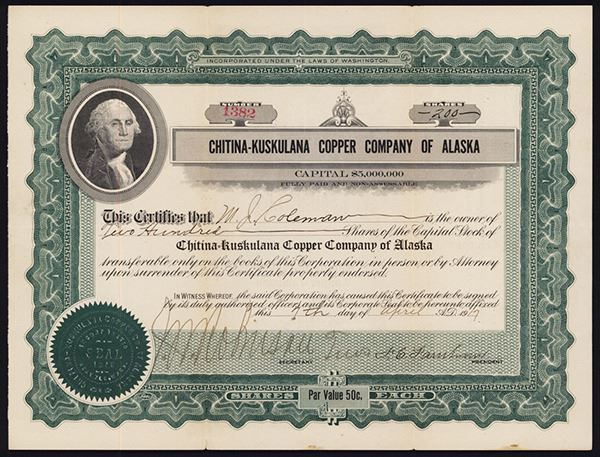 INCORPORATED UNDER THE LAWS OF WASHINGTON.
NUMBER SHARES
1382 —200—
CHITINA-KUSKULANA COPPER COMPANY OF ALASKA
CAPITAL $5,000,000
FULLY PAID AND NON-ASSESSABLE
This Certifies that M. J. Coleman is the owner of
Two Hundred Shares of the Capital Stock of
Chitina-Kuskulana Copper Company of Alaska
transferable only on the books of this Corporation in person or by Attorney
upon surrender of this Certificate properly endorsed.
IN WITNESS WHEREOF, the said Corporation has caused this Certificate to be signed
by its duly authorized officers and its Corporate Seal to be hereunto affixed
this 7th day of April A.D.
SECRETARY PRESIDENT
SEAL
Par Value 50c.
SHARES EACH